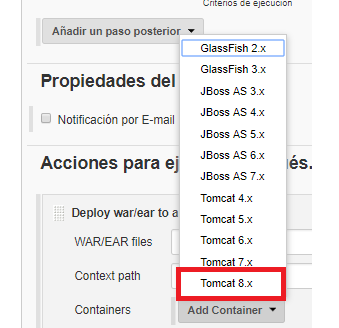 Criterios de ejecución
Añadir un paso posterior
GlassFish 2.x
GlassFish 3.x
Propiedades del
JBoss AS 3.x
JBoss AS 4.x
Notificación por E-mail
JBoss AS 5.x
JBoss AS 6.x
Acciones para ej
ués.
JBoss AS 7.x
Tomcat 4.x
Deploy war/ear to a
Tomcat 5.x
WAR/EAR files
Tomcat 6.x
Tomcat 7.x
Context path
Tomcat 8.x
Containers
Add Container